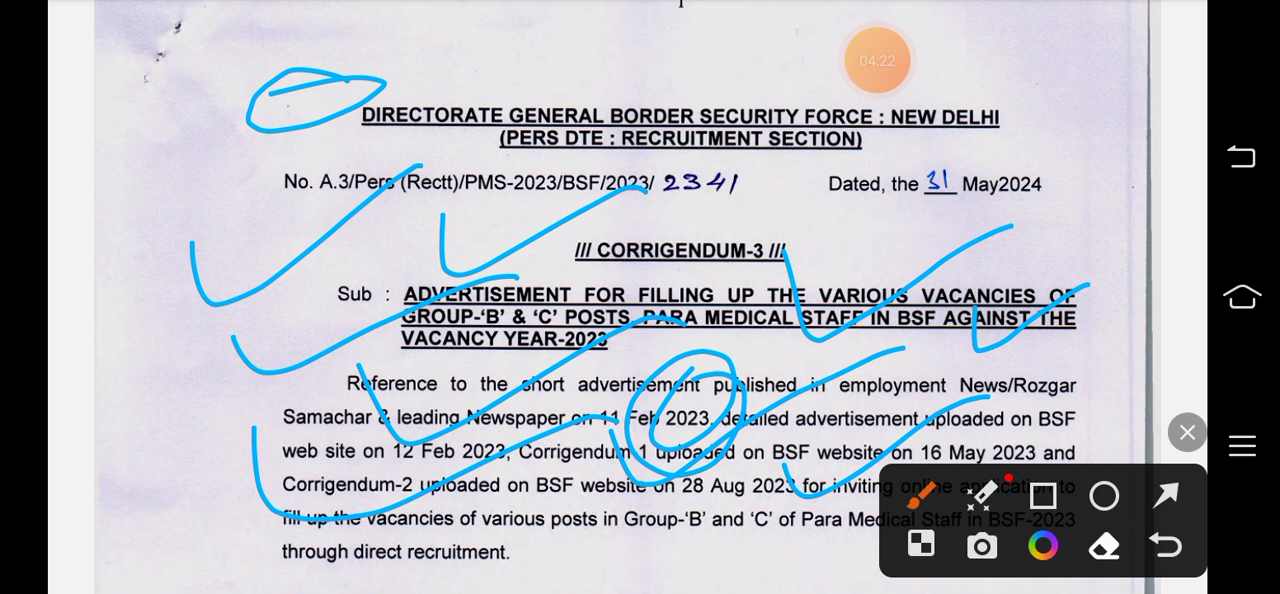 04:22
DIRECTORATE GENERAL BORDER SECURITY FORCE : NEW DELHI
(PERS DTE : RECRUITMENT SECTION)
No. A.3/Pers (Rectt)/PMS-2023/BSF/2023/ 2341 Dated, the 31 May2024
/// CORRIGENDUM-3 ///
Sub : ADVERTISEMENT FOR FILLING UP THE VARIOUS VACANCIES OF
GROUP-‘B’ & ‘C’ POSTS, PARA MEDICAL STAFF IN BSF AGAINST THE
VACANCY YEAR-2023
Reference to the short advertisement published in employment News/Rozgar
Samachar & leading Newspaper on 11 Feb 2023, detailed advertisement uploaded on BSF
web site on 12 Feb 2023, Corrigendum 1 uploaded on BSF website on 16 May 2023 and
Corrigendum-2 uploaded on BSF website on 28 Aug 2023 for inviting online application to
fill up the vacancies of various posts in Group-‘B’ and ‘C’ of Para Medical Staff in BSF-2023
through direct recruitment.